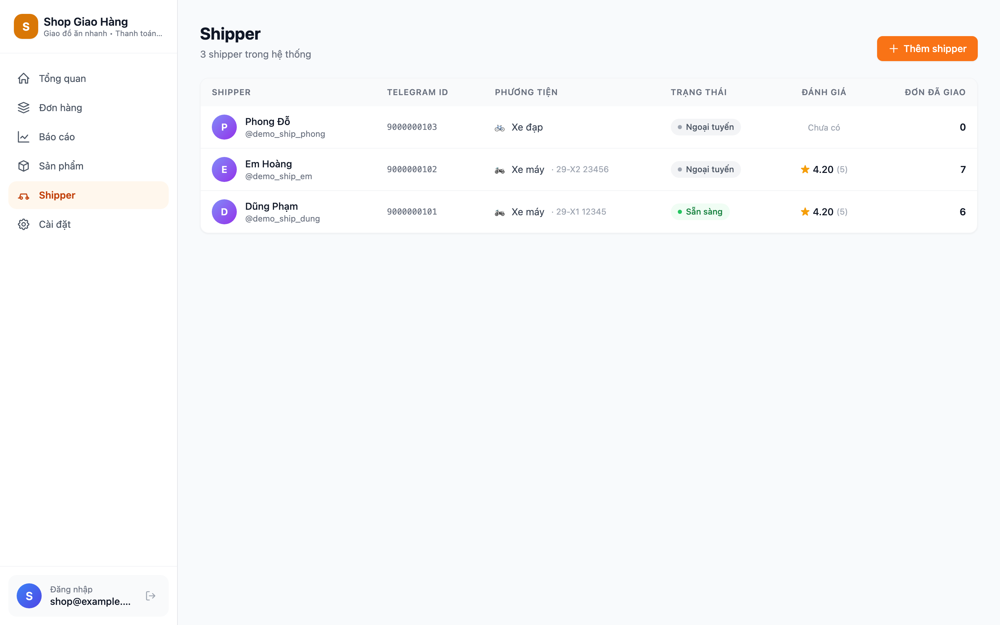 S
Shop Giao Hàng
Giao đồ ăn nhanh • Thanh toán...
Tổng quan
Đơn hàng
Báo cáo
Sản phẩm
Shipper
Cài đặt
S
Đăng nhập
shop@example....
Shipper
3 shipper trong hệ thống
+ Thêm shipper
SHIPPER TELEGRAM ID PHƯƠNG TIỆN TRẠNG THÁI ĐÁNH GIÁ ĐƠN ĐÃ GIAO
P Phong Đỗ 9000000103 Xe đạp Ngoại tuyến Chưa có 0
@demo_ship_phong
E Em Hoàng 9000000102 Xe máy · 29-X2 23456 Ngoại tuyến 4.20 (5) 7
@demo_ship_em
D Dũng Phạm 9000000101 Xe máy · 29-X1 12345 Sẵn sàng 4.20 (5) 6
@demo_ship_dung